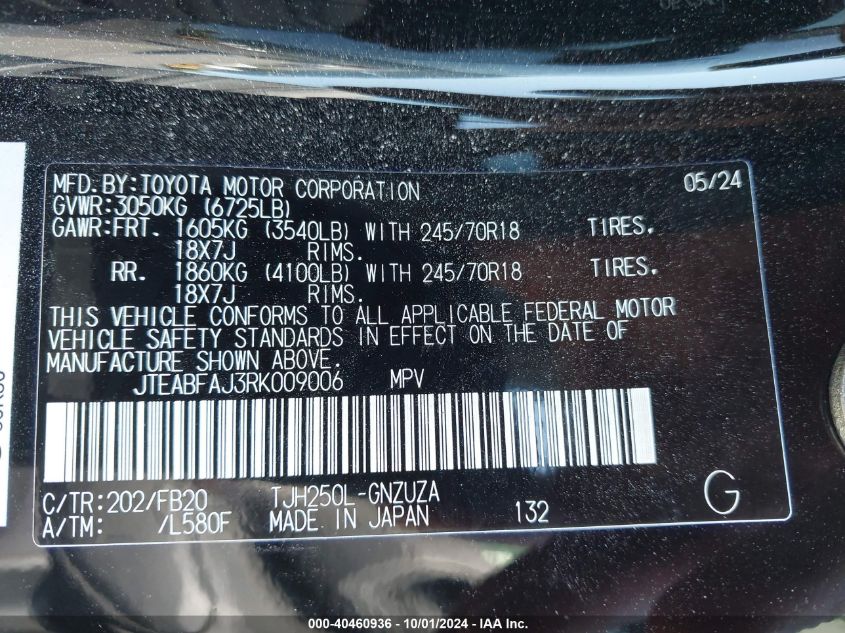 MFD.BY:TOYOTA MOTOR CORPORATION 05/24
GVWR:3050KG (6725LB)
GAWR:FRT. 1605KG (3540LB) WITH 245/70R18 TIRES.
18X7J RIMS.
RR. 1860KG (4100LB) WITH 245/70R18 TIRES.
18X7J RIMS.
THIS VEHICLE CONFORMS TO ALL APPLICABLE FEDERAL MOTOR
VEHICLE SAFETY STANDARDS IN EFFECT ON THE DATE OF
MANUFACTURE SHOWN ABOVE.
JTEABFAJ3RK009006 MPV
C/TR:202/FB20 TJH250L-GNZUZA
A/TM: /L580F MADE IN JAPAN 132 G
000-40460936 - 10/01/2024 - IAA Inc.